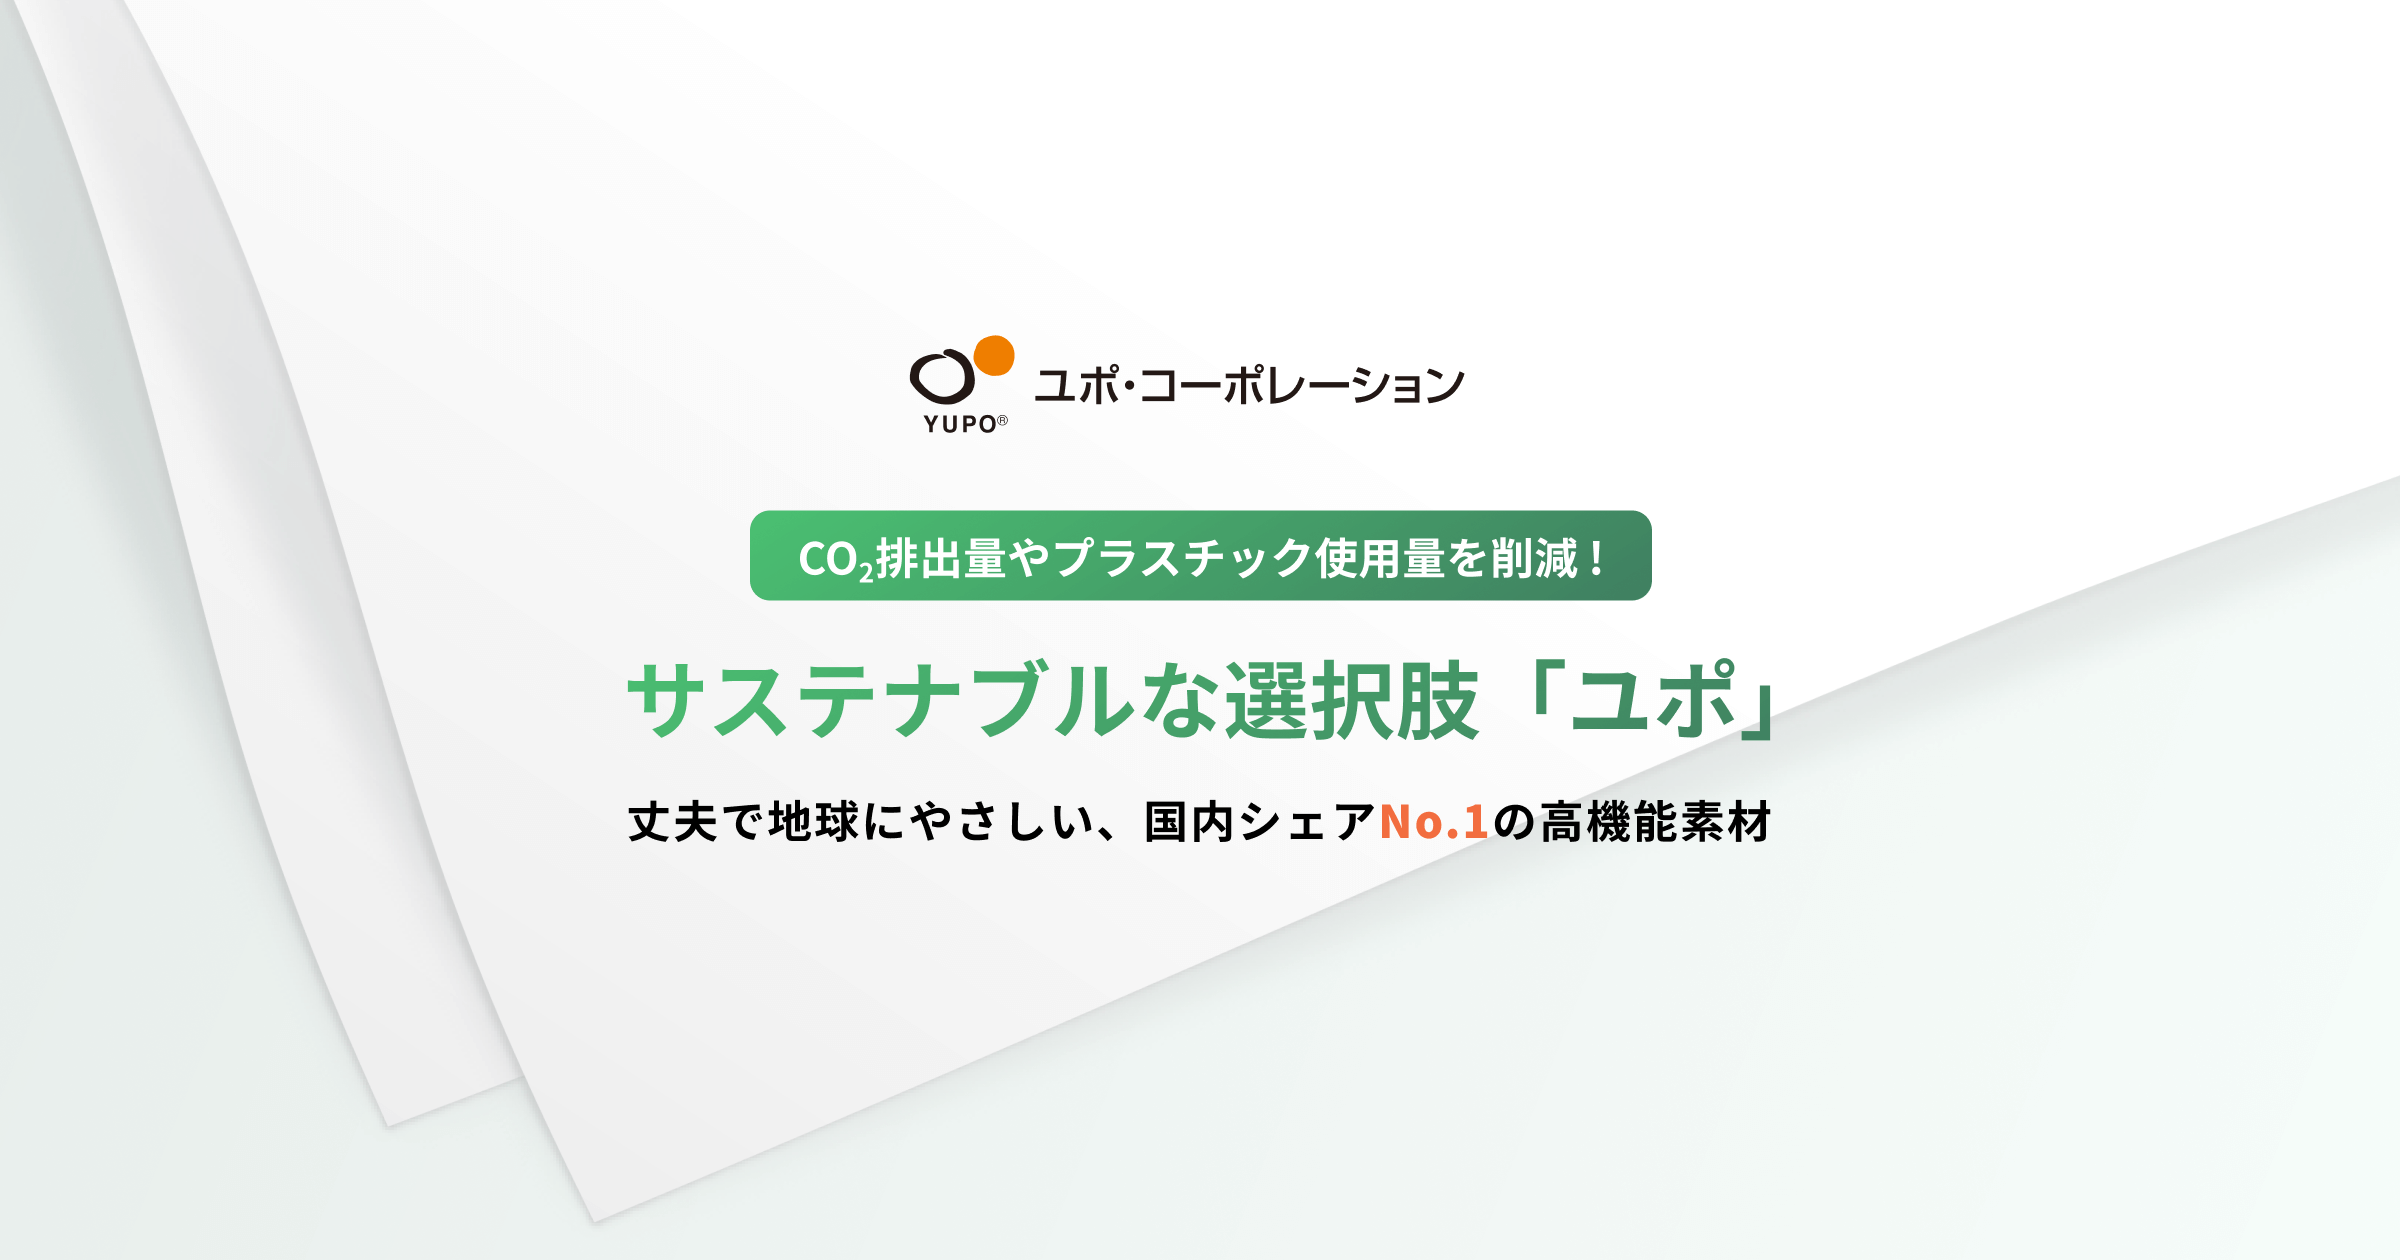 YUPO®
ユポ・コーポレーション
CO₂排出量やプラスチック使用量を削減！
サステナブルな選択肢「ユポ」
丈夫で地球にやさしい、国内シェアNo.1の高機能素材